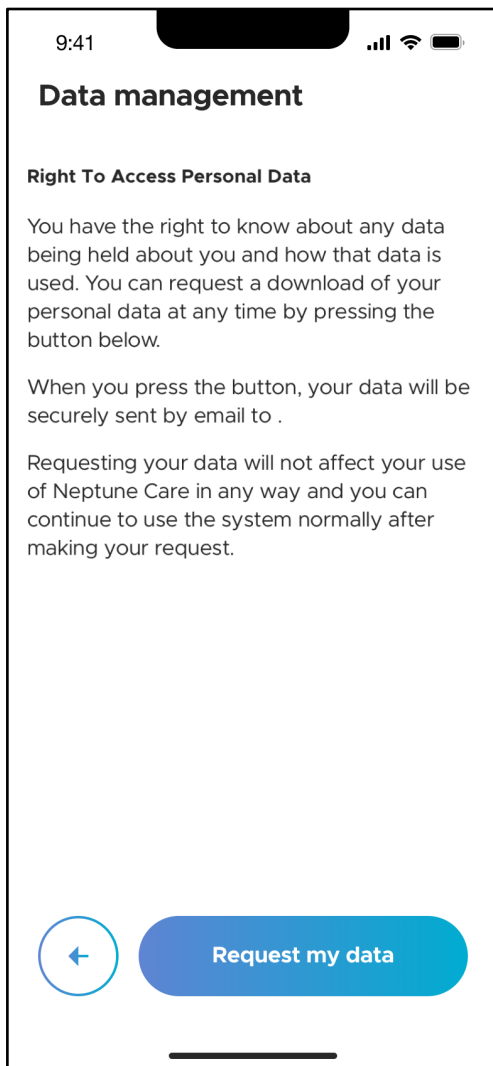 9:41
Data management
Right To Access Personal Data
You have the right to know about any data
being held about you and how that data is
used. You can request a download of your
personal data at any time by pressing the
button below.
When you press the button, your data will be
securely sent by email to .
Requesting your data will not affect your use
of Neptune Care in any way and you can
continue to use the system normally after
making your request.
Request my data